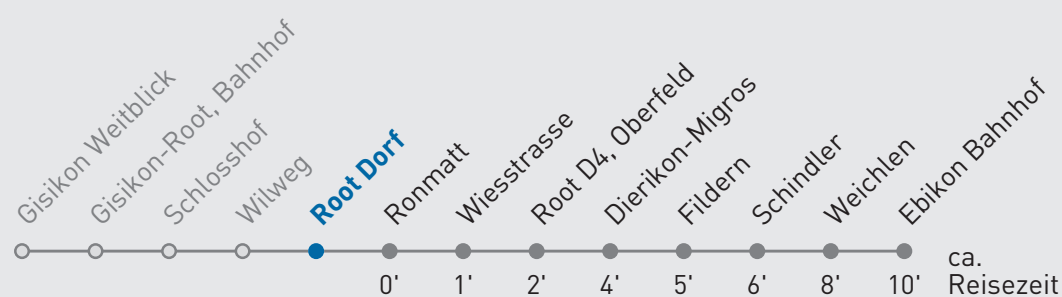 Gisikon Weitblick
Gisikon-Root, Bahnhof
Schlosshof
Wilweg
Root Dorf
Ronmatt
Wiesstrasse
Root D4, Oberfeld
Dierikon-Migros
Fildern
Schindler
Weichlen
Ebikon Bahnhof
0' 1' 2' 4' 5' 6' 8' 10'
ca.
Reisezeit